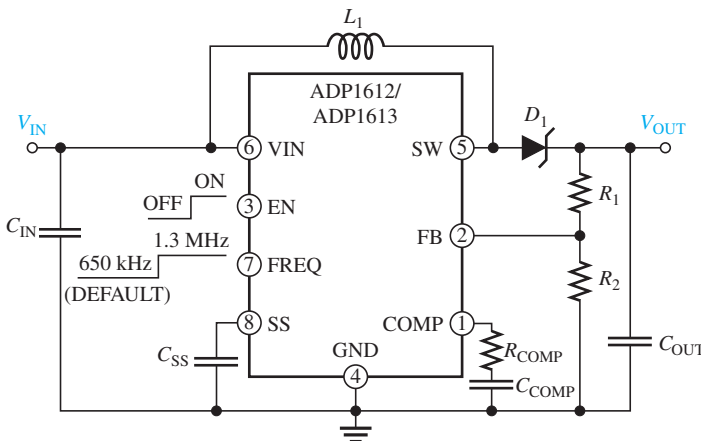 L1
ADP1612/
ADP1613
D1
VIN
VOUT
6 VIN
SW 5
ON
OFF
3 EN
R1
CIN
1.3 MHz
FB 2
650 kHz
7 FREQ
(DEFAULT)
R2
8 SS
COMP 1
CSS
GND
RCOMP
COUT
4
CCOMP